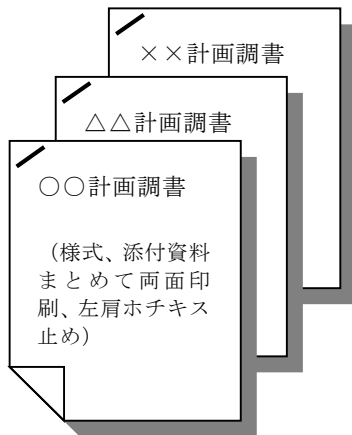 ××計画調書
△△計画調書
○○計画調書
（様式、添付資料
まとめて両面印
刷、左肩ホチキス
止め）